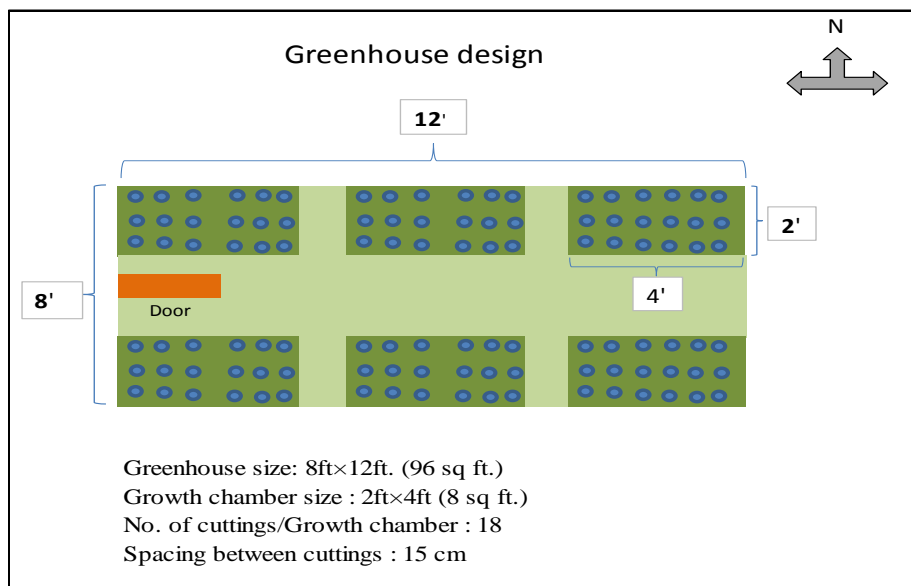 N
Greenhouse design
12'
2'
4'
8'
Door
Greenhouse size: 8ft×12ft. (96 sq ft.)
Growth chamber size : 2ft×4ft (8 sq ft.)
No. of cuttings/Growth chamber : 18
Spacing between cuttings : 15 cm